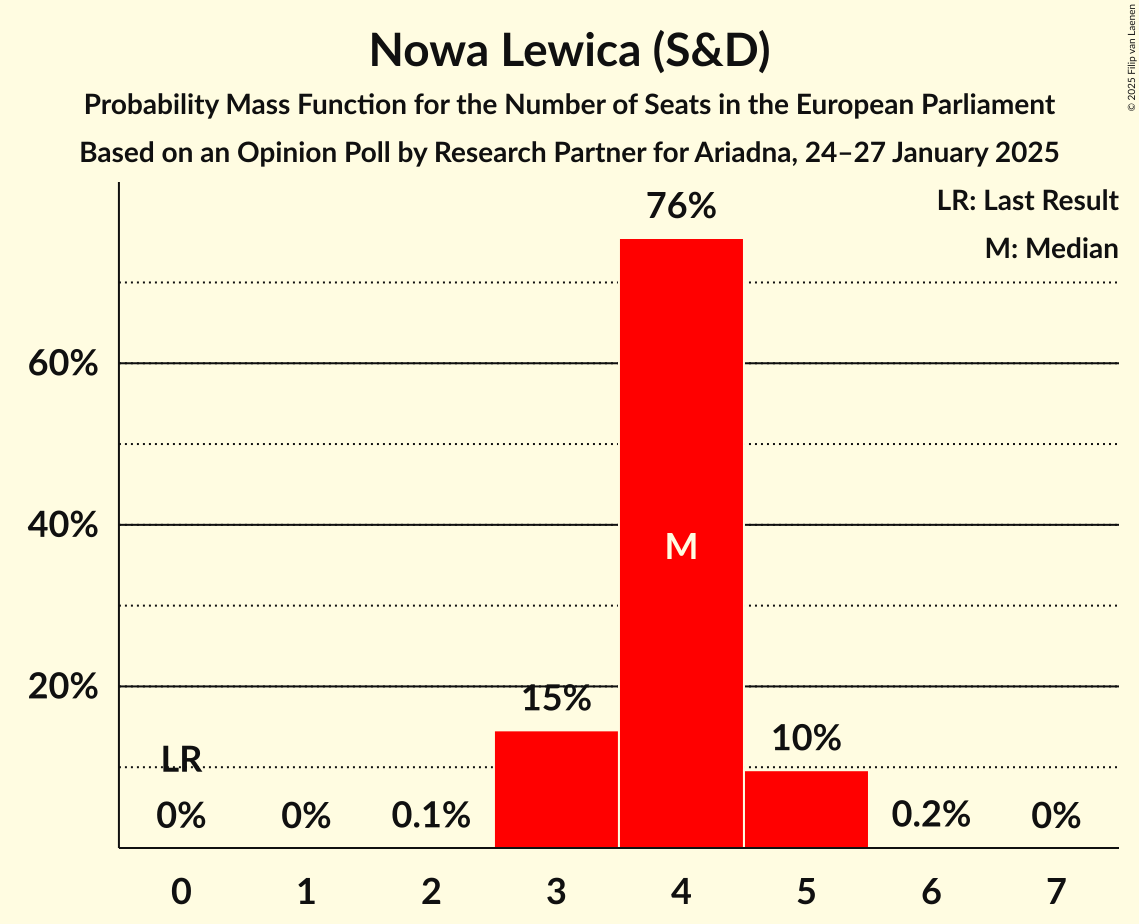 Nowa Lewica (S&D)
Probability Mass Function for the Number of Seats in the European Parliament
Based on an Opinion Poll by Research Partner for Ariadna, 24–27 January 2025
© 2025 Filip van Laenen
LR: Last Result
M: Median
76%
60%
40%
M
20%
15%
10%
LR
0% 0% 0.1% 0.2% 0%
0 1 2 3 4 5 6 7